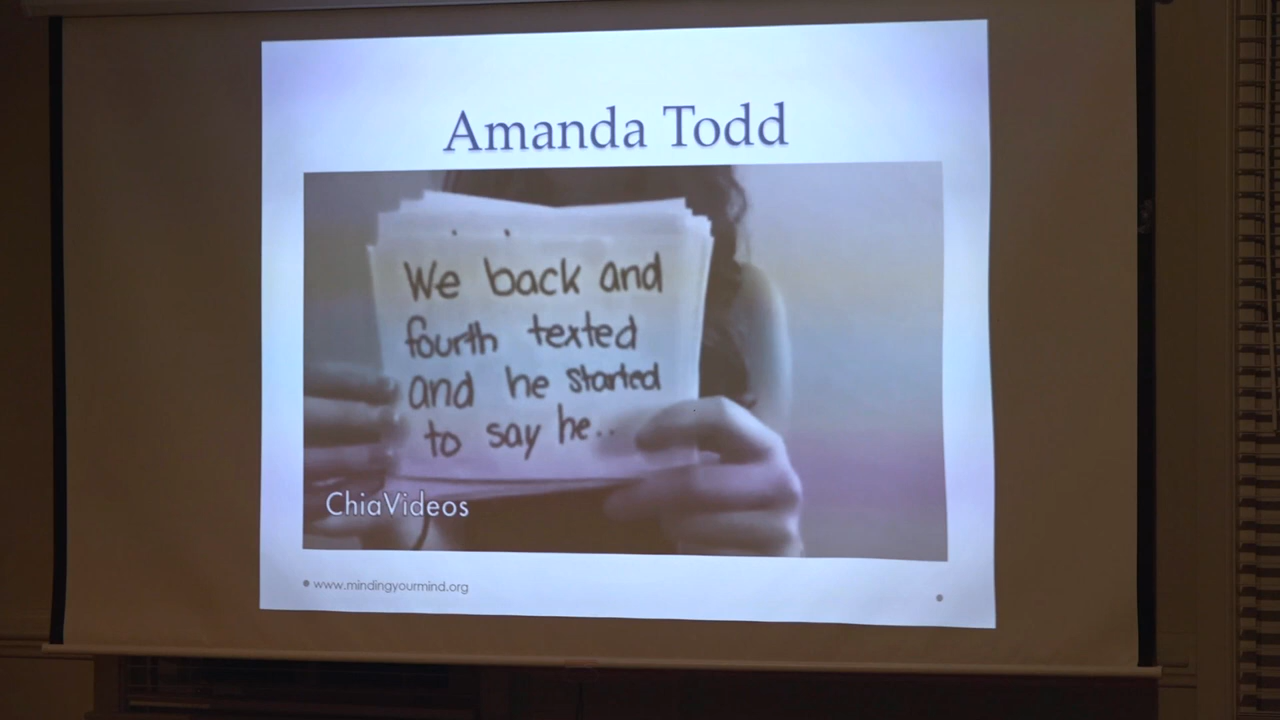 Amanda Todd
We back and
fourth texted
and he started
to say he..
ChiaVideos
www.mindingyourmind.org